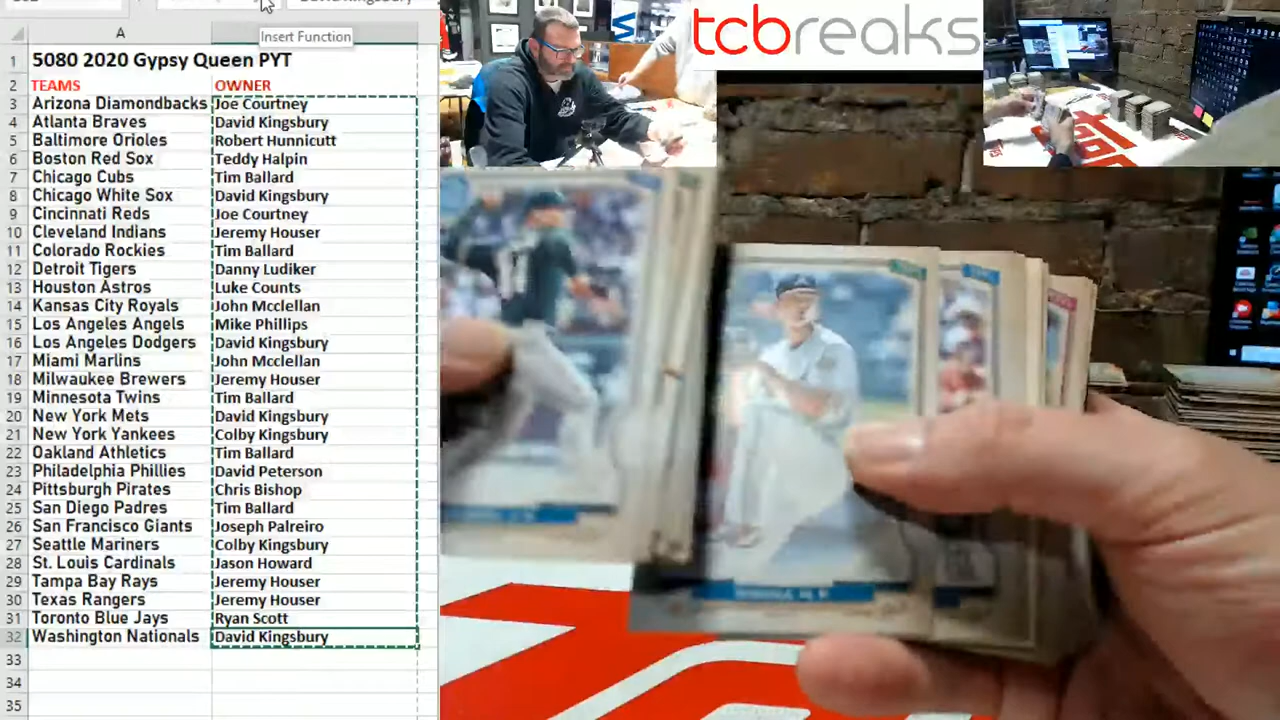 Insert Function
A
1 5080 2020 Gypsy Queen PYT
2 TEAMS OWNER
3 Arizona Diamondbacks Joe Courtney
4 Atlanta Braves David Kingsbury
5 Baltimore Orioles Robert Hunnicutt
6 Boston Red Sox Teddy Halpin
7 Chicago Cubs Tim Ballard
8 Chicago White Sox David Kingsbury
9 Cincinnati Reds Joe Courtney
10 Cleveland Indians Jeremy Houser
11 Colorado Rockies Tim Ballard
12 Detroit Tigers Danny Ludiker
13 Houston Astros Luke Counts
14 Kansas City Royals John Mcclellan
15 Los Angeles Angels Mike Phillips
16 Los Angeles Dodgers David Kingsbury
17 Miami Marlins John Mcclellan
18 Milwaukee Brewers Jeremy Houser
19 Minnesota Twins Tim Ballard
20 New York Mets David Kingsbury
21 New York Yankees Colby Kingsbury
22 Oakland Athletics Tim Ballard
23 Philadelphia Phillies David Peterson
24 Pittsburgh Pirates Chris Bishop
25 San Diego Padres Tim Ballard
26 San Francisco Giants Joseph Palreiro
27 Seattle Mariners Colby Kingsbury
28 St. Louis Cardinals Jason Howard
29 Tampa Bay Rays Jeremy Houser
30 Texas Rangers Jeremy Houser
31 Toronto Blue Jays Ryan Scott
32 Washington Nationals David Kingsbury
33
34
35
tcbreaks